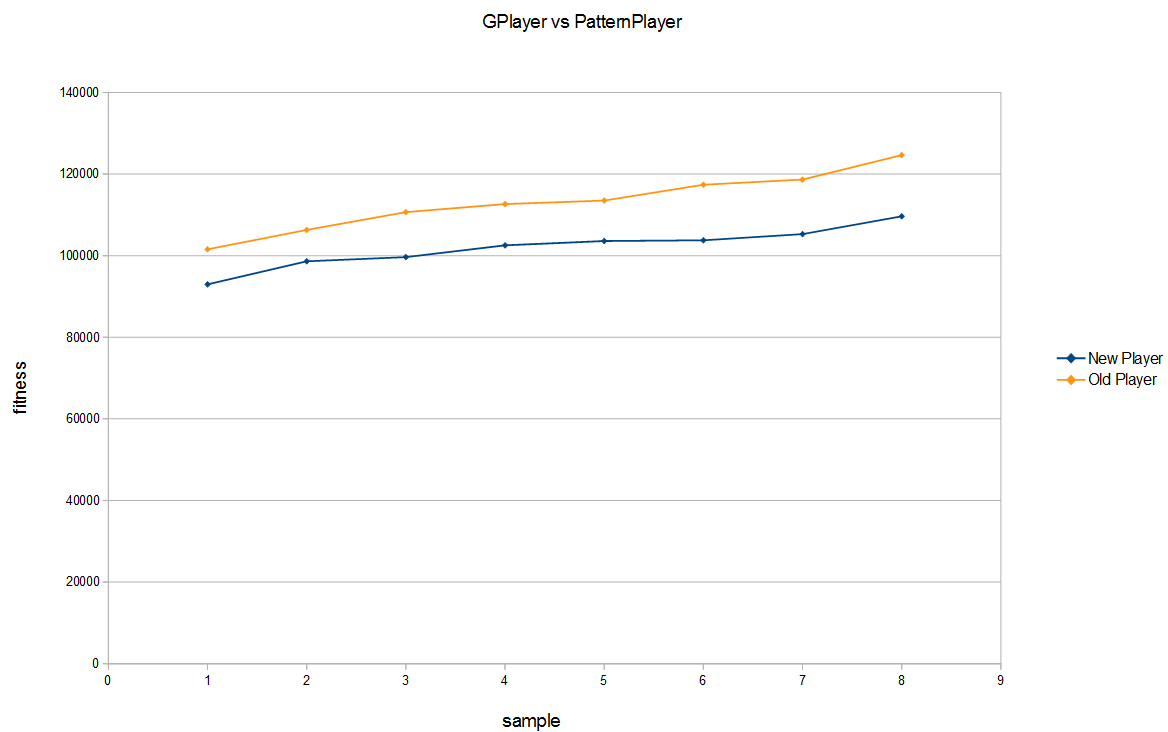 GPlayer vs PatternPlayer
140000
120000
100000
80000
60000
40000
20000
0
fitness
0 1 2 3 4 5 6 7 8 9
sample
New Player
Old Player